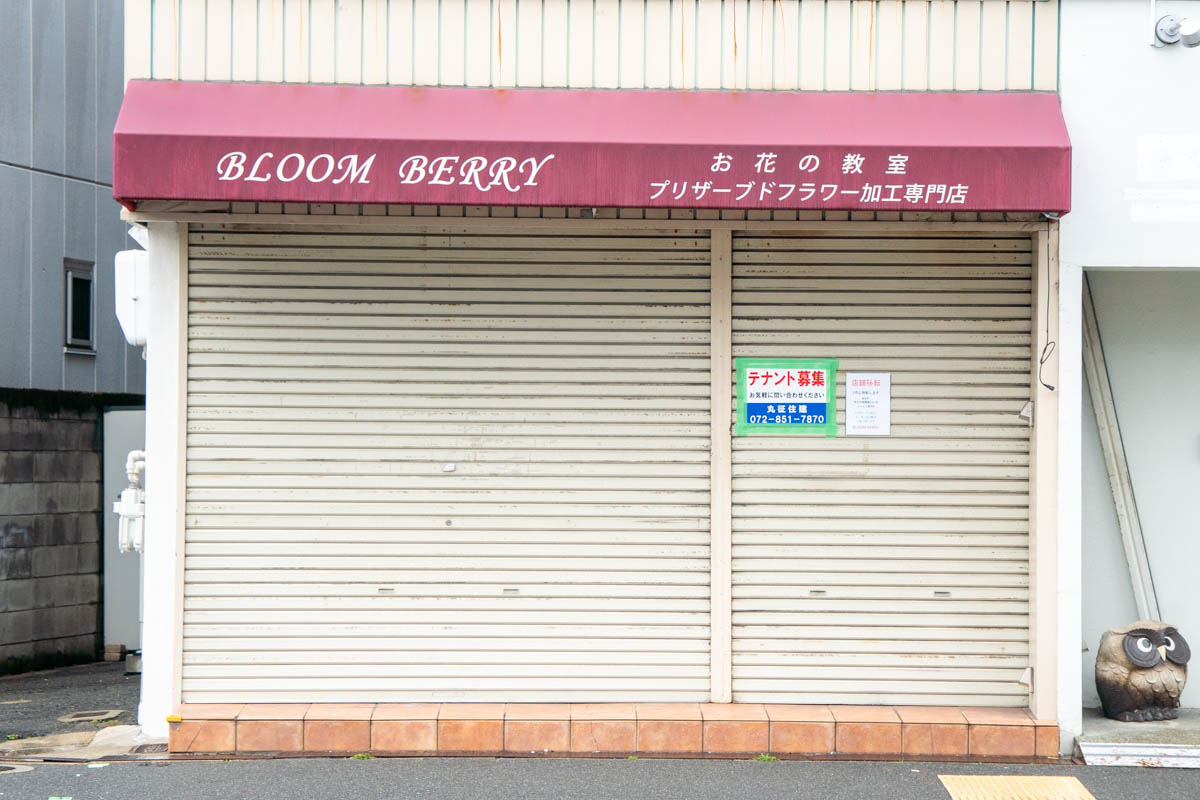 BLOOM BERRY
お花の教室
プリザーブドフラワー加工専門店
テナント募集
お気軽に問い合わせください
丸征住建
072-851-7870
店舗移転